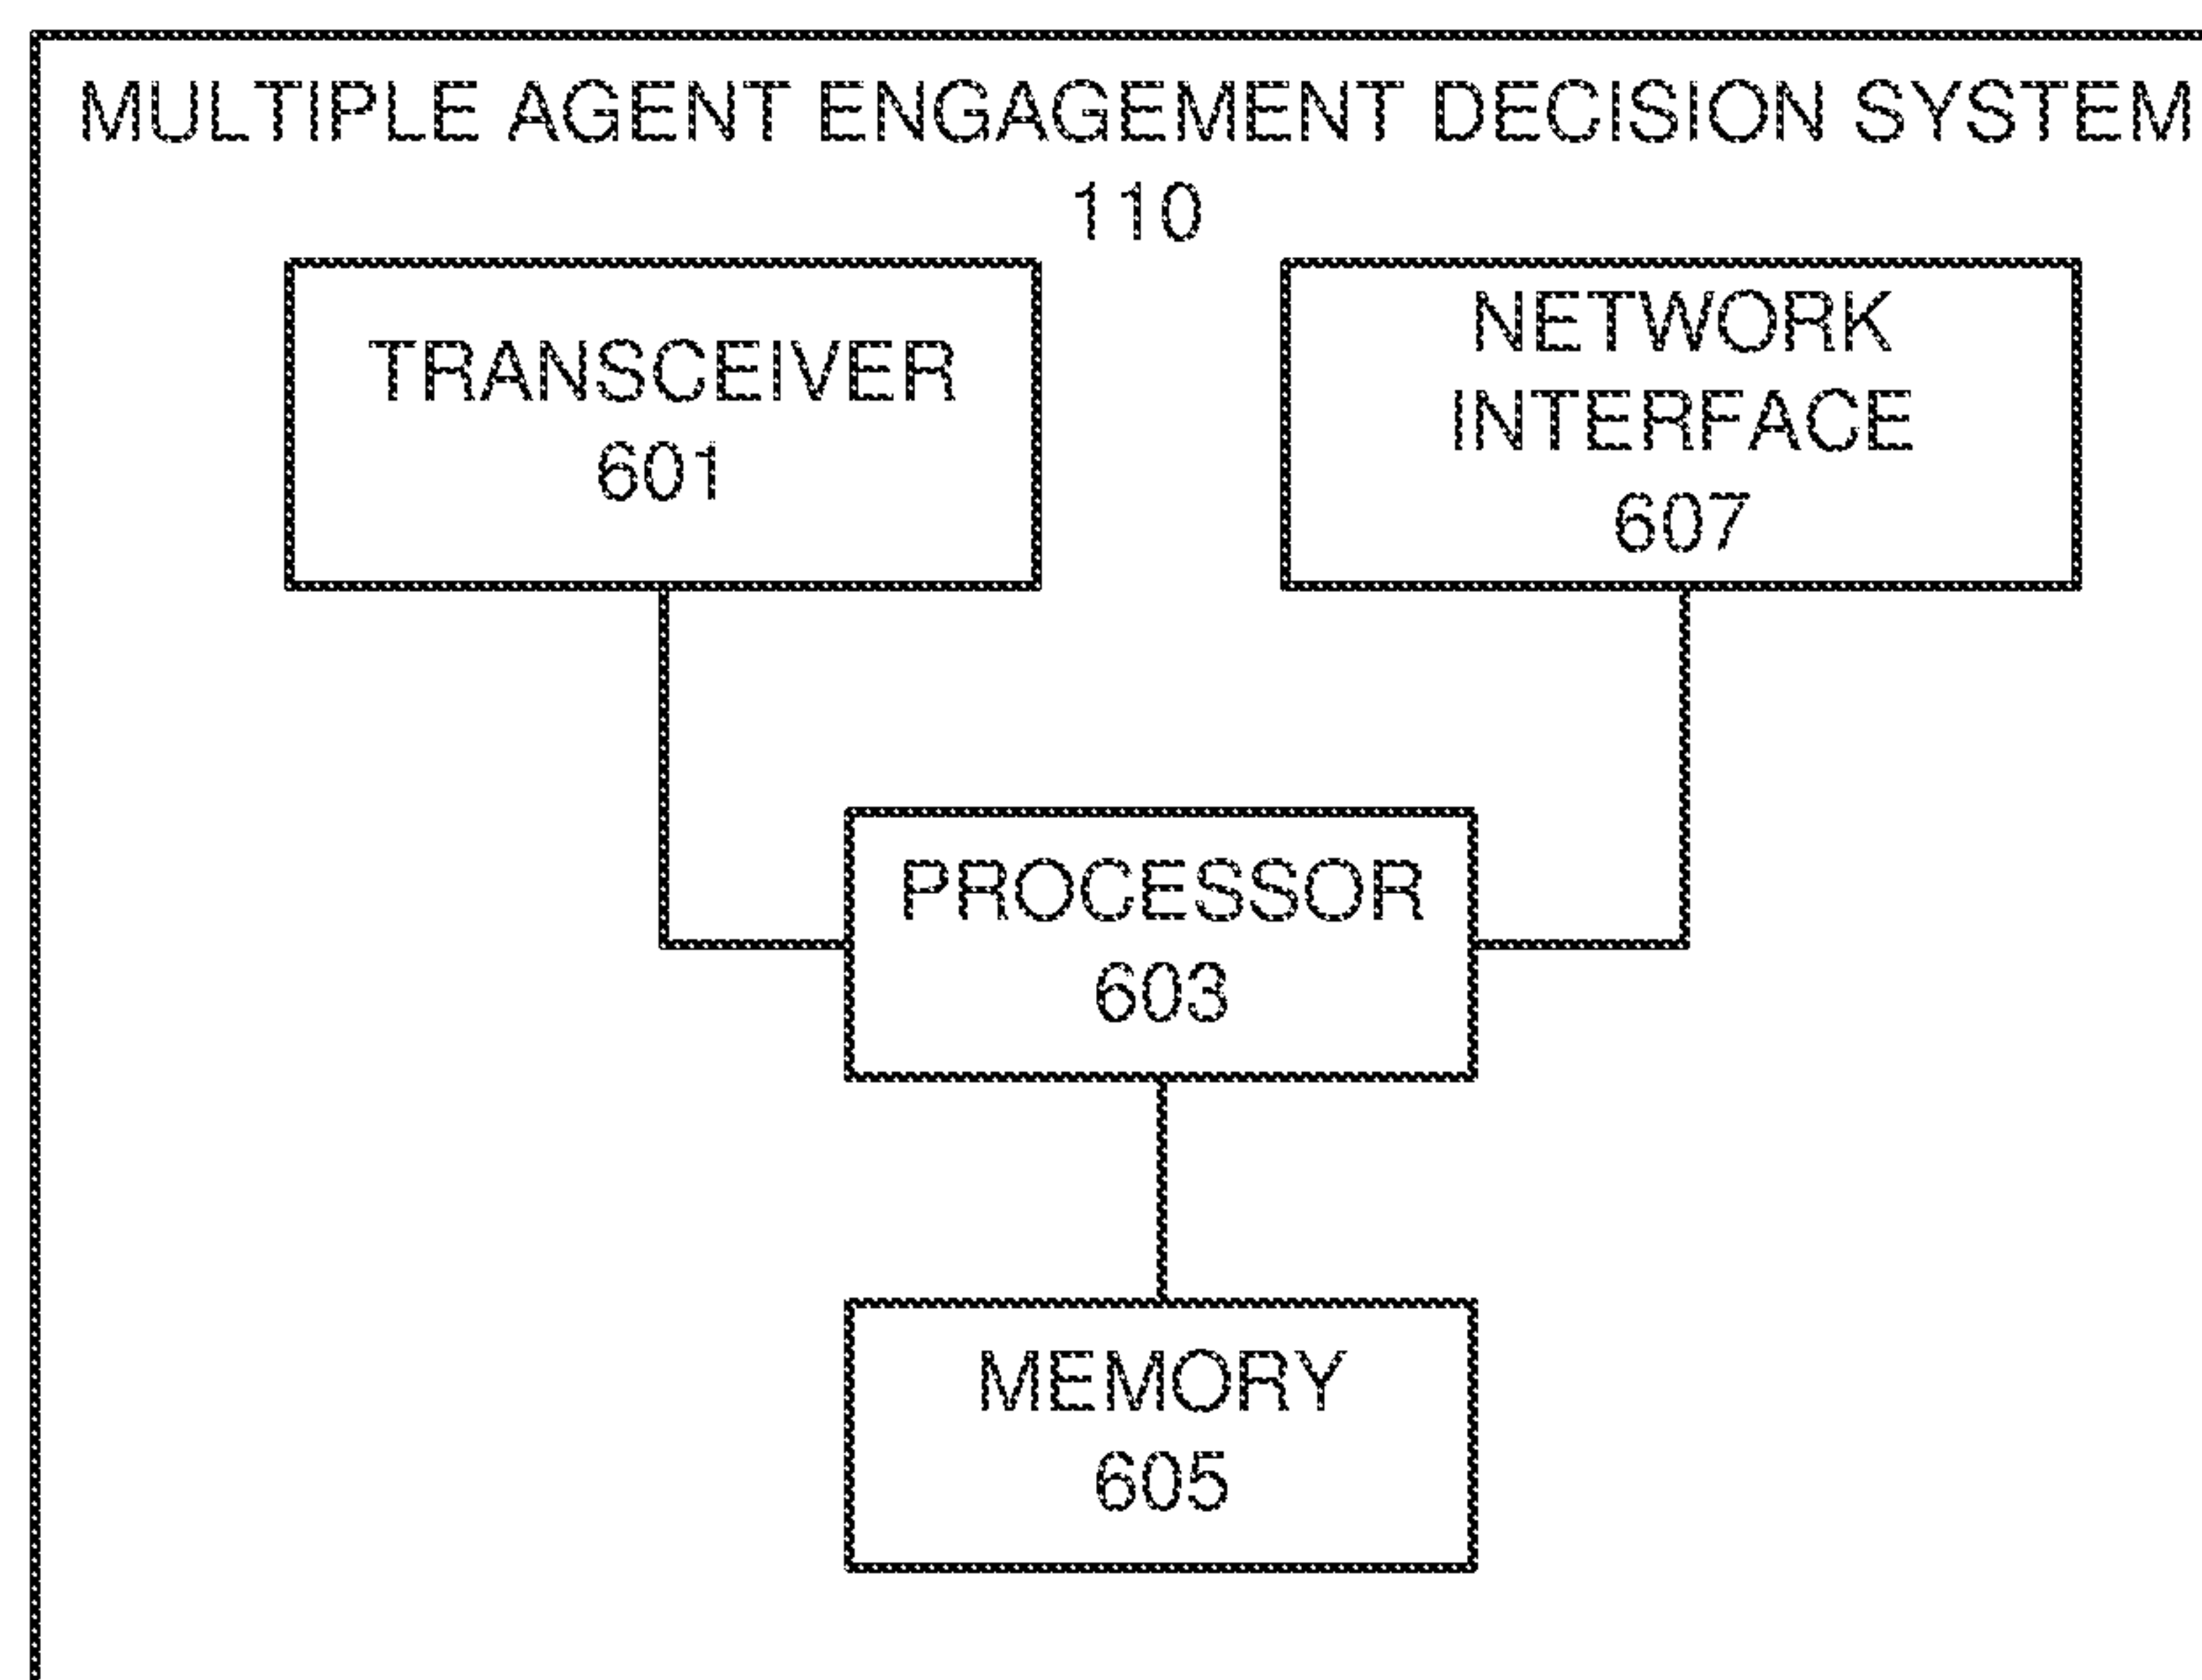 MULTIPLE AGENT ENGAGEMENT DECISION SYSTEM
110
TRANSCEIVER
601
NETWORK
INTERFACE
607
PROCESSOR
603
MEMORY
605